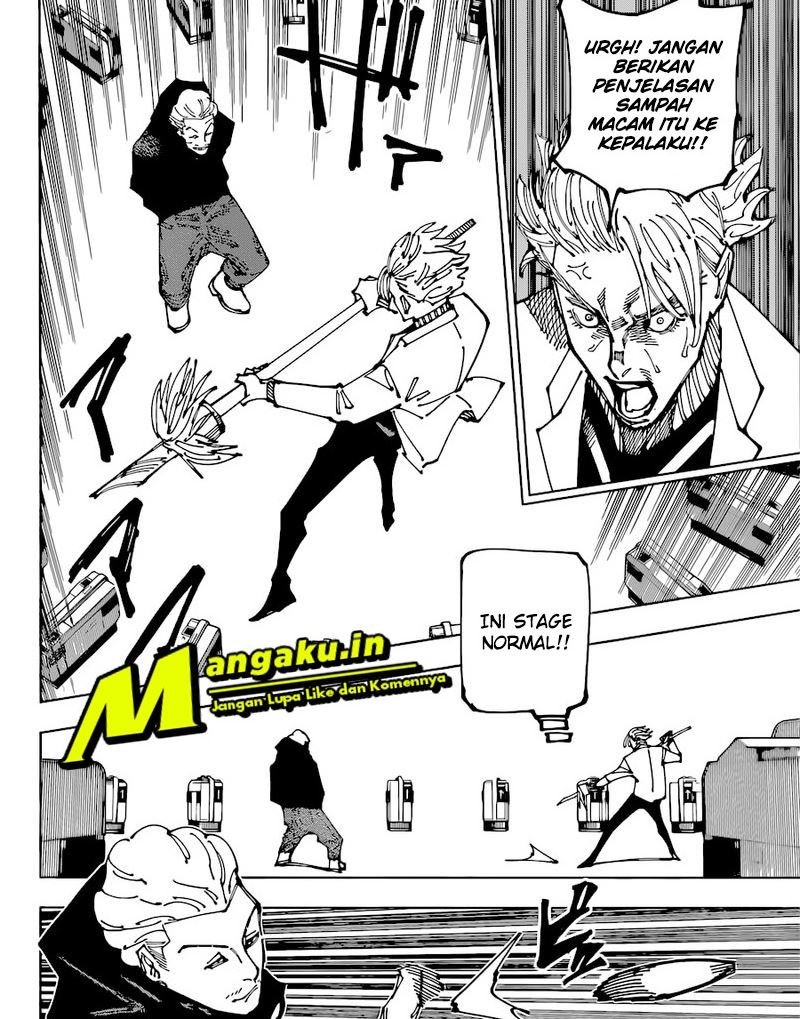 URGH! JANGAN
BERIKAN
PENJELASAN
SAMPAH
MACAM ITU KE
KEPALAKU!!
INI STAGE
NORMAL!!
Mangaku.in
Jangan Lupa Like dan Komennya